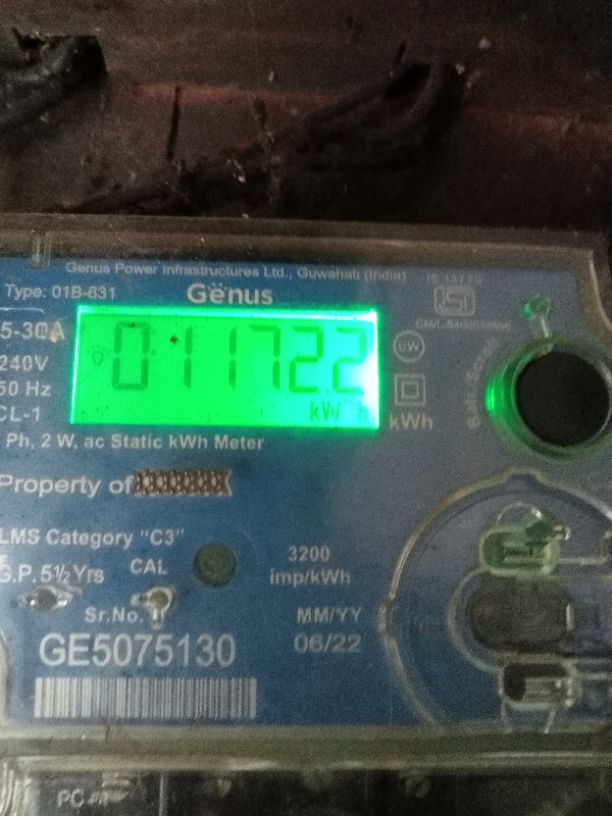 Genus Power Infrastructures Ltd., Guwahati (India)
Type: 01B-631
Genus
5-30A
011722
kWh
240V
UW
50 Hz
CL-1
kWh
Ph, 2 W, ac Static kWh Meter
Property of
LMS Category "C3"
G.P. 5½ Yrs
CAL
3200
imp/kWh
Sr.No.
MM/YY
GE5075130
06/22